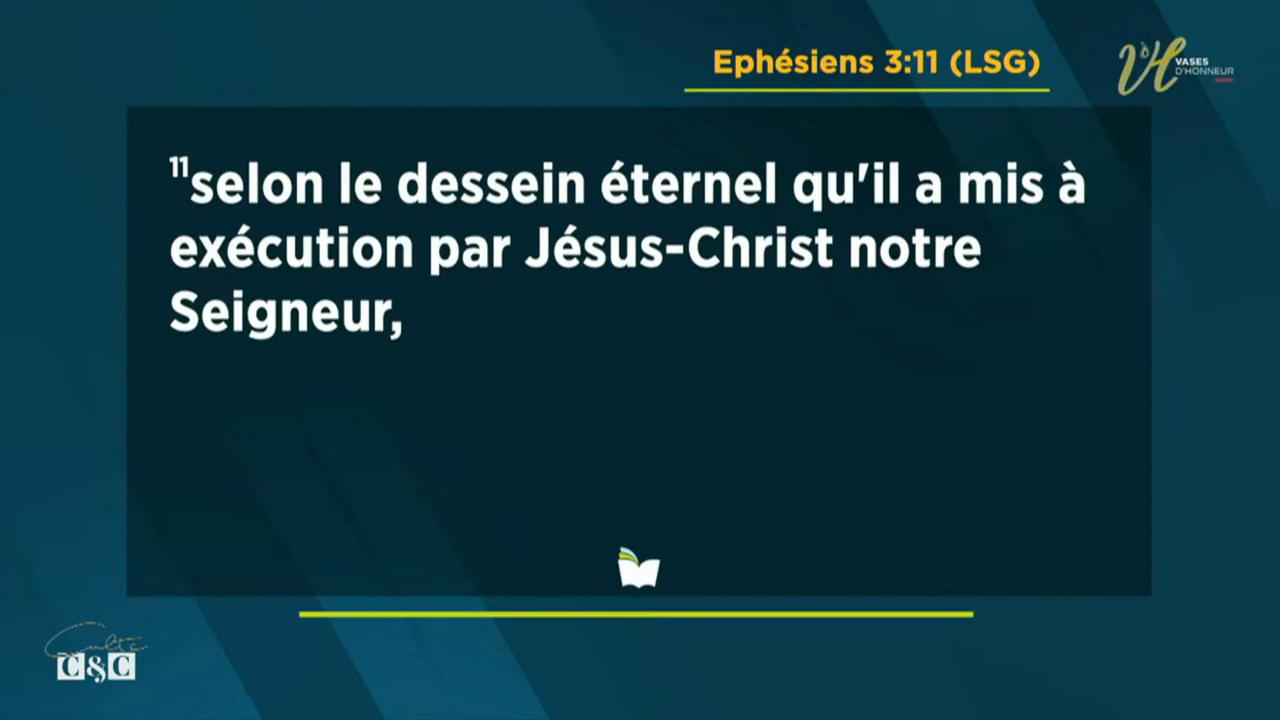 Ephésiens 3:11 (LSG)
VASES
D'HONNEUR
11selon le dessein éternel qu'il a mis à
exécution par Jésus-Christ notre
Seigneur,
Culte
C&C